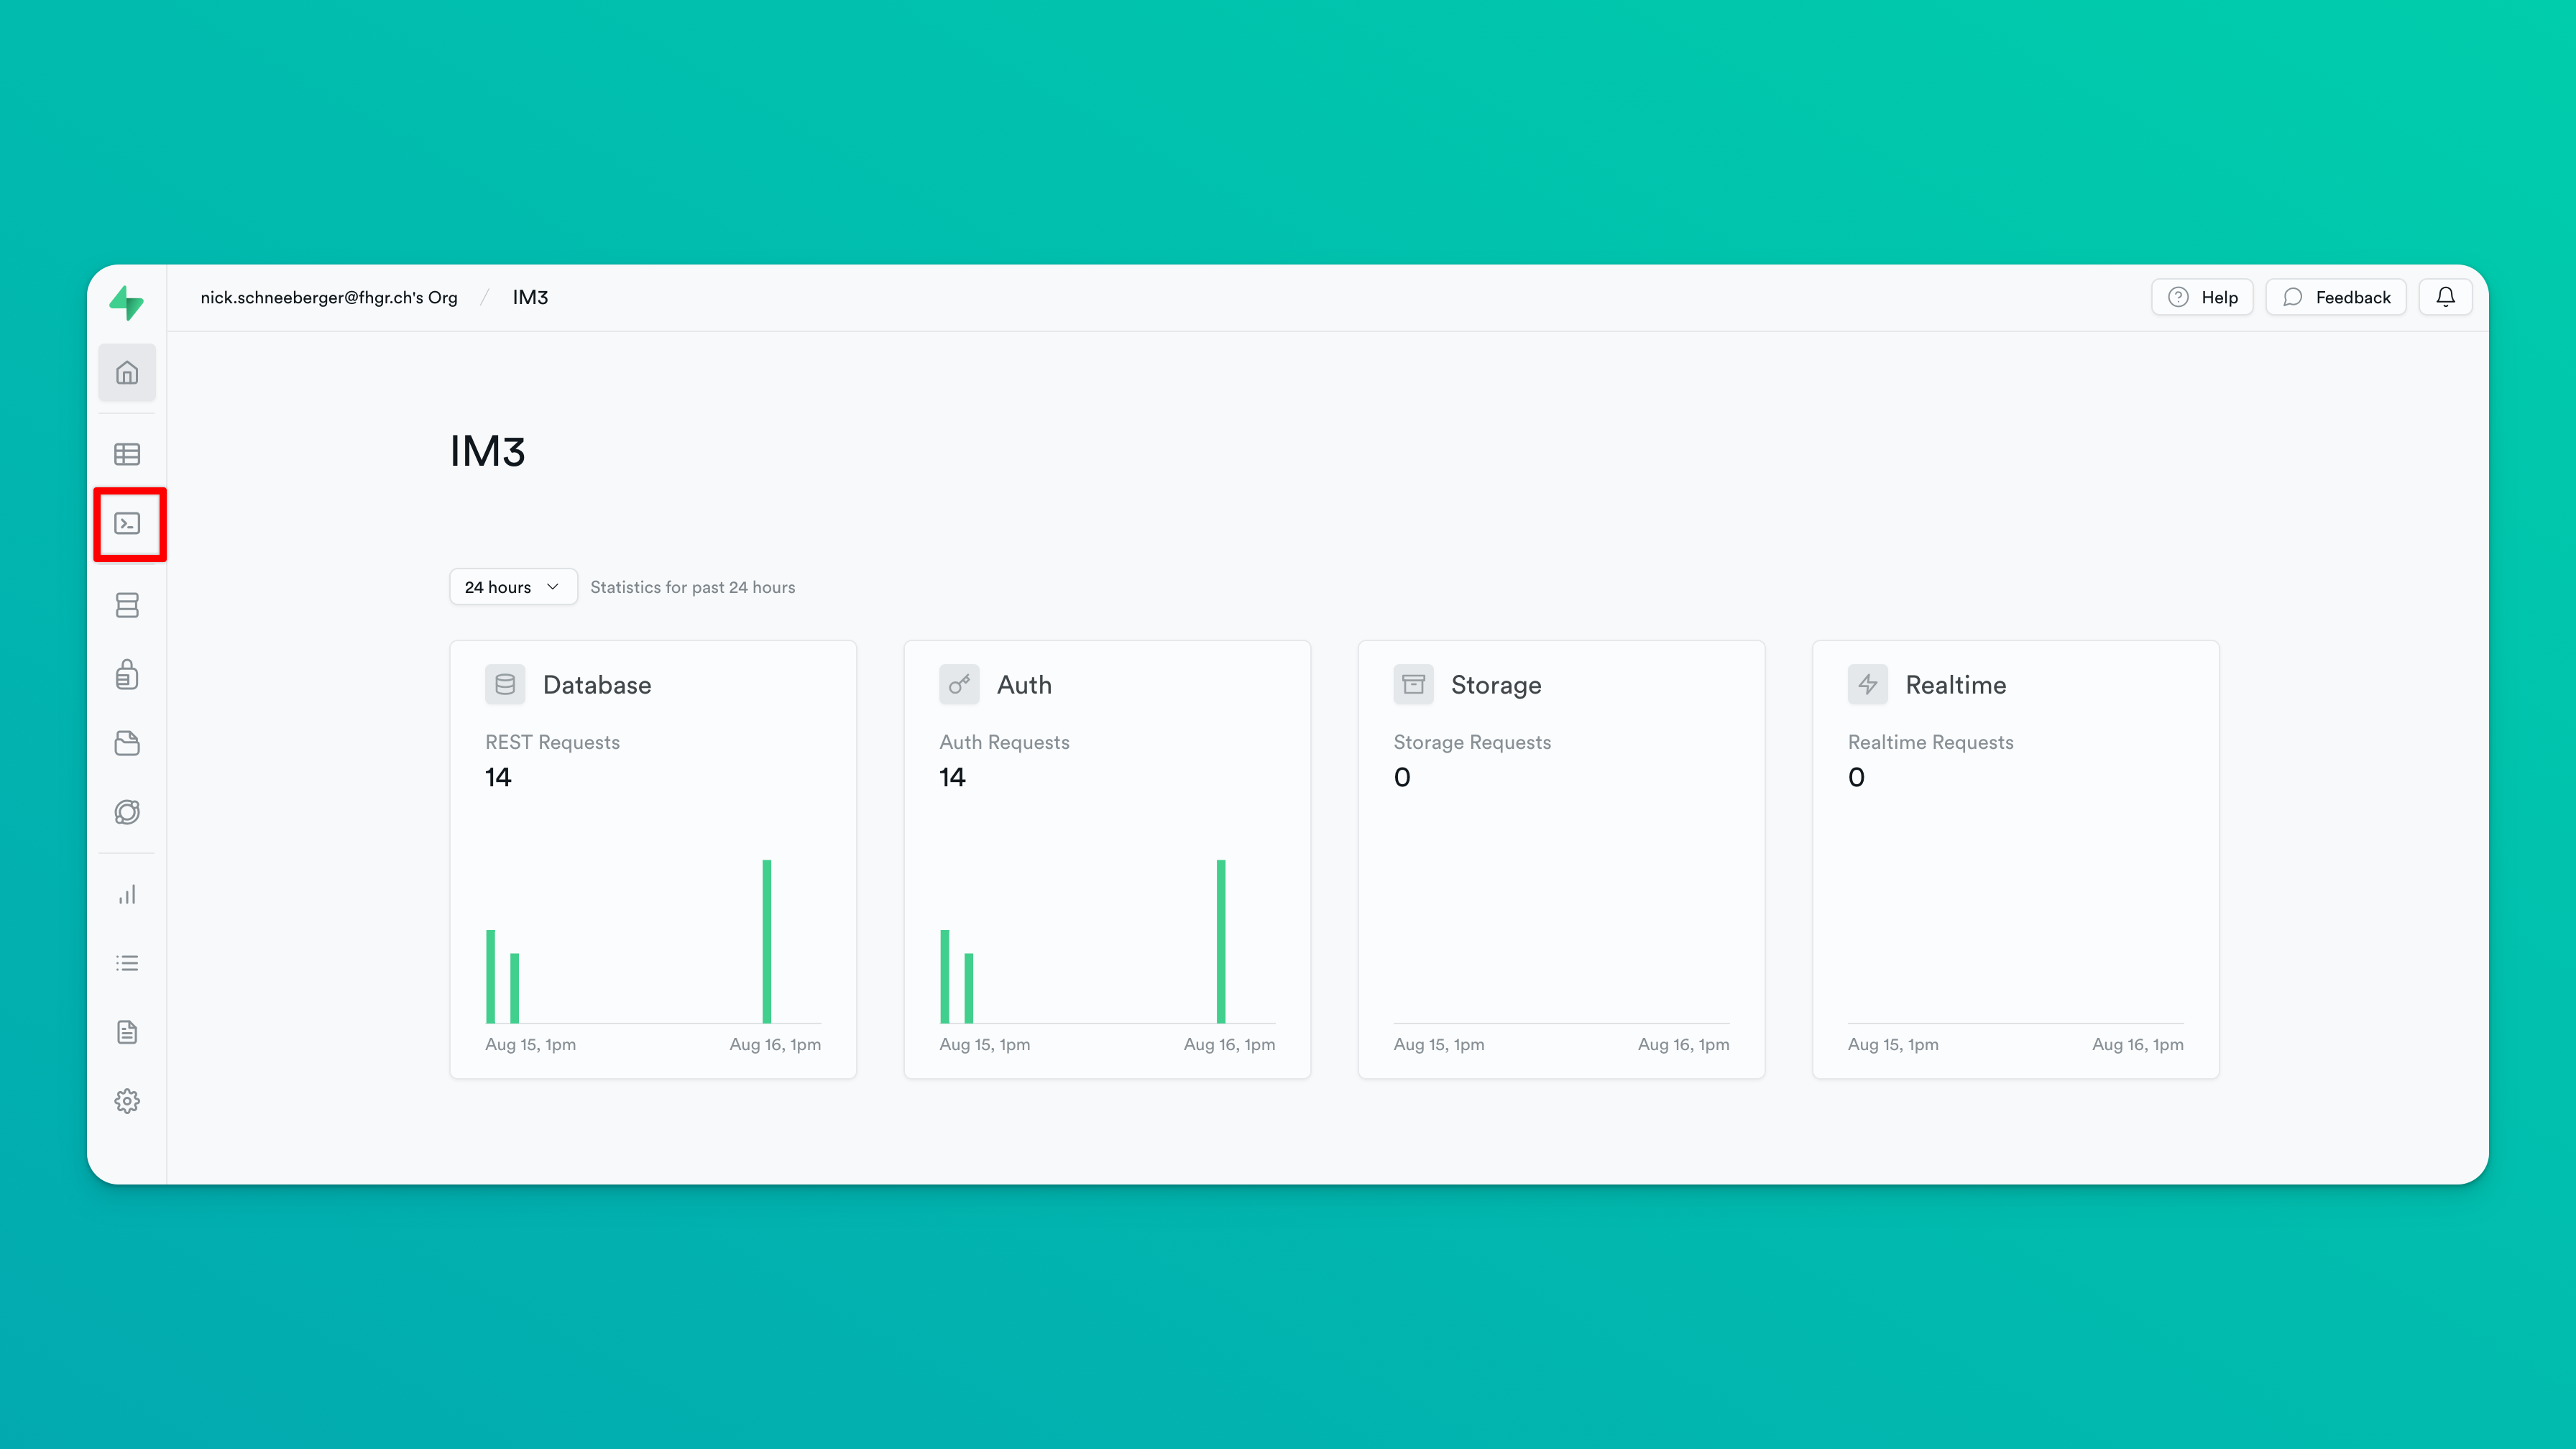 nick.schneeberger@fhgr.ch's Org / IM3
Help
Feedback
IM3
24 hours
Statistics for past 24 hours
Database
REST Requests
14
Aug 15, 1pm
Aug 16, 1pm
Auth
Auth Requests
14
Aug 15, 1pm
Aug 16, 1pm
Storage
Storage Requests
0
Aug 15, 1pm
Aug 16, 1pm
Realtime
Realtime Requests
0
Aug 15, 1pm
Aug 16, 1pm